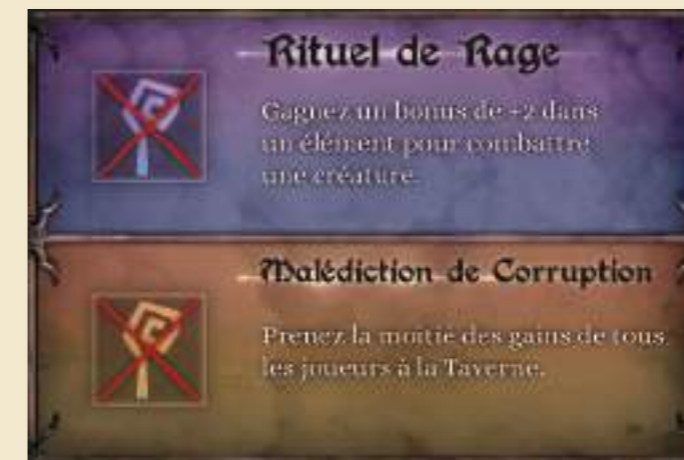 Rituel de Rage
Gagnez un bonus de +2 dans
un élément pour combattre
une créature.
Malédiction de Corruption
Prenez la moitié des gains de tous
les joueurs à la Taverne.